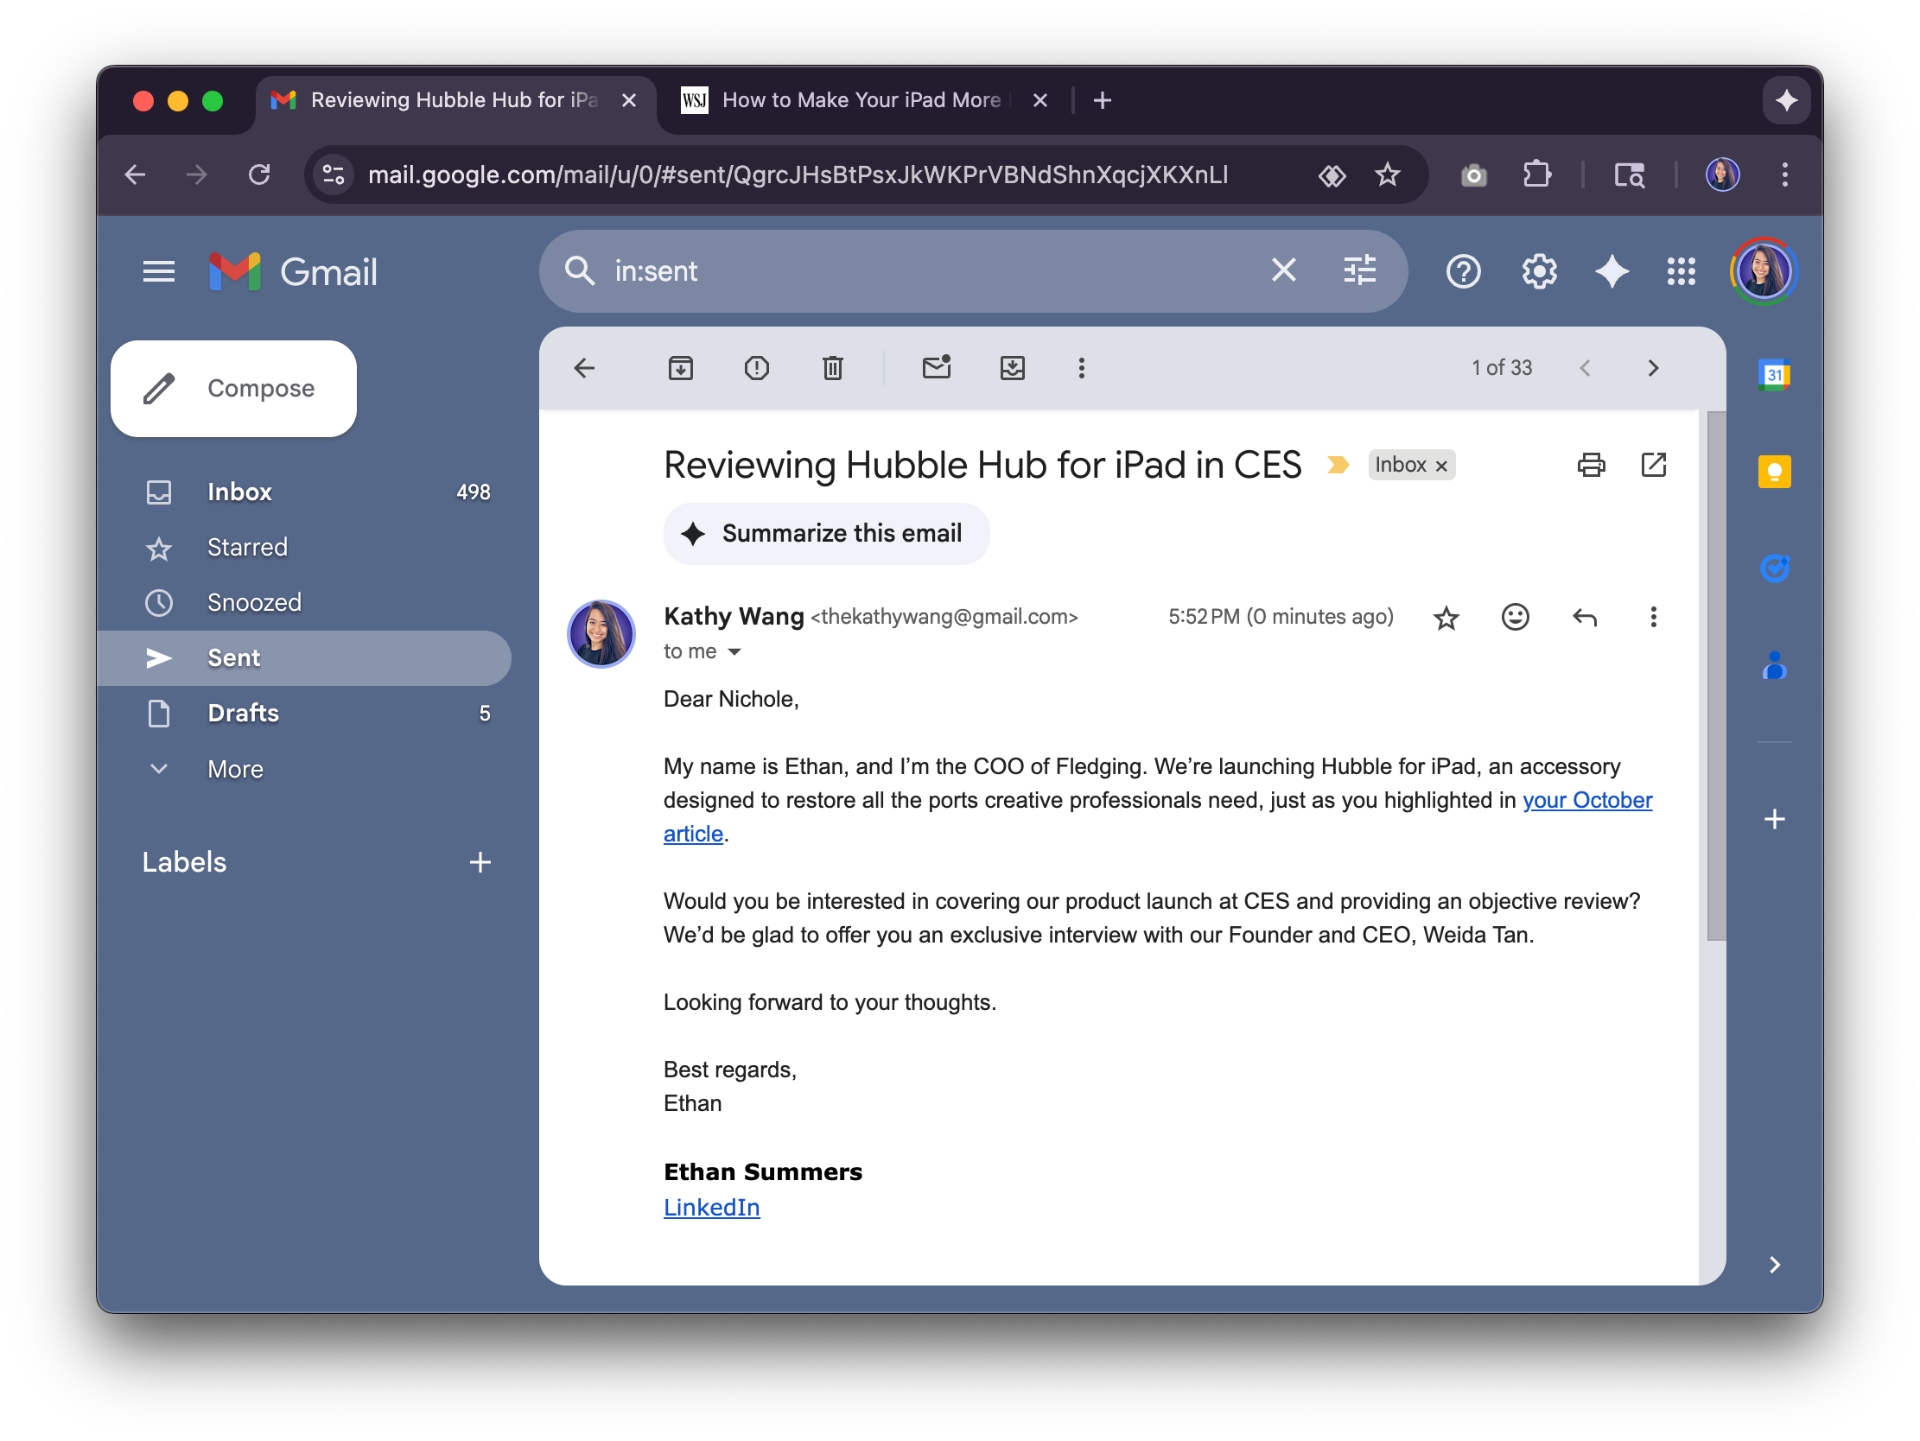 Reviewing Hubble Hub for iPa
WSJ How to Make Your iPad More
mail.google.com/mail/u/0/#sent/QgrcJHsBtPsxJkWKPrVBNdShnXqcjXKXnLl
Gmail
in:sent
Compose
Inbox 498
Starred
Snoozed
Sent
Drafts 5
More
Labels
1 of 33
31
Reviewing Hubble Hub for iPad in CES Inbox ×
Summarize this email
Kathy Wang <thekathywang@gmail.com> 5:52 PM (0 minutes ago)
to me
Dear Nichole,
My name is Ethan, and I’m the COO of Fledging. We’re launching Hubble for iPad, an accessory
designed to restore all the ports creative professionals need, just as you highlighted in your October
article.
Would you be interested in covering our product launch at CES and providing an objective review?
We’d be glad to offer you an exclusive interview with our Founder and CEO, Weida Tan.
Looking forward to your thoughts.
Best regards,
Ethan
Ethan Summers
LinkedIn